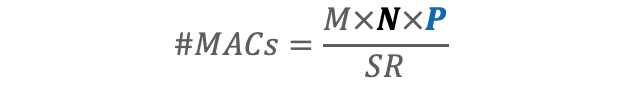 #MACs = M×N×P / SR